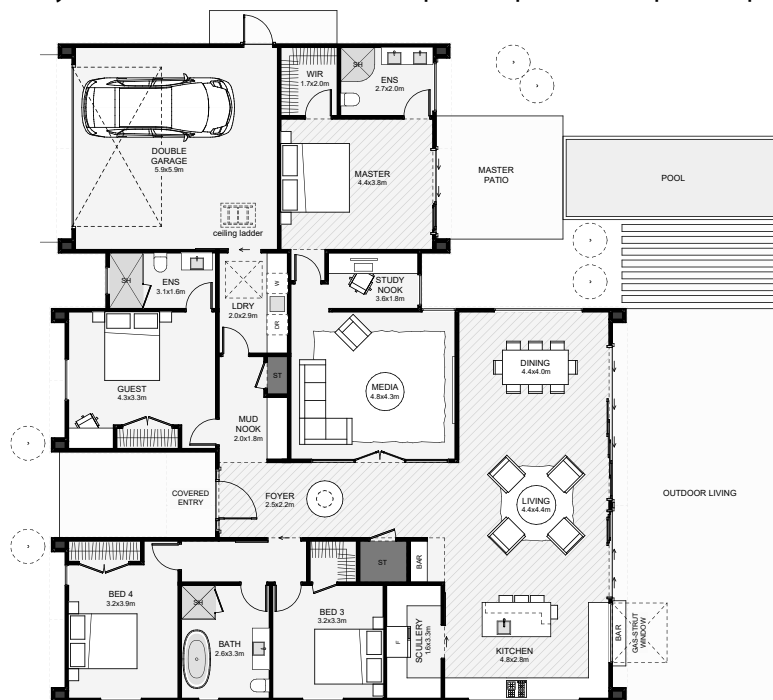 WIR
1.7x2.0m
SH
ENS
2.7x2.0m
DOUBLE
GARAGE
5.9x5.9m
MASTER
4.4x3.8m
MASTER
PATIO
POOL
ceiling ladder
SH
ENS
3.1x1.6m
LDRY
2.0x2.9m
W
DR
STUDY
NOOK
3.6x1.8m
GUEST
4.3x3.3m
ST
MUD
NOOK
2.0x1.8m
MEDIA
4.8x4.3m
DINING
4.4x4.0m
COVERED
ENTRY
FOYER
2.5x2.2m
LIVING
4.4x4.4m
OUTDOOR LIVING
BED 4
3.2x3.9m
SH
BATH
2.6x3.3m
BED 3
3.2x3.3m
ST
BAR
F
SCULLERY
1.6x3.3m
KITCHEN
4.8x2.8m
BAR
GAS-STRUT
WINDOW